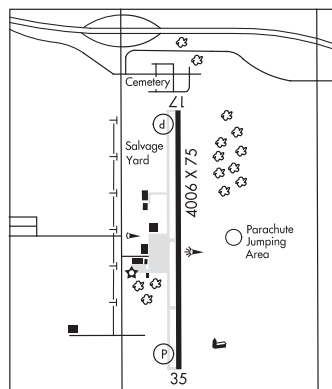 Cemetery
17
P
Salvage
Yard
4006 X 75
Parachute
Jumping
Area
P
35